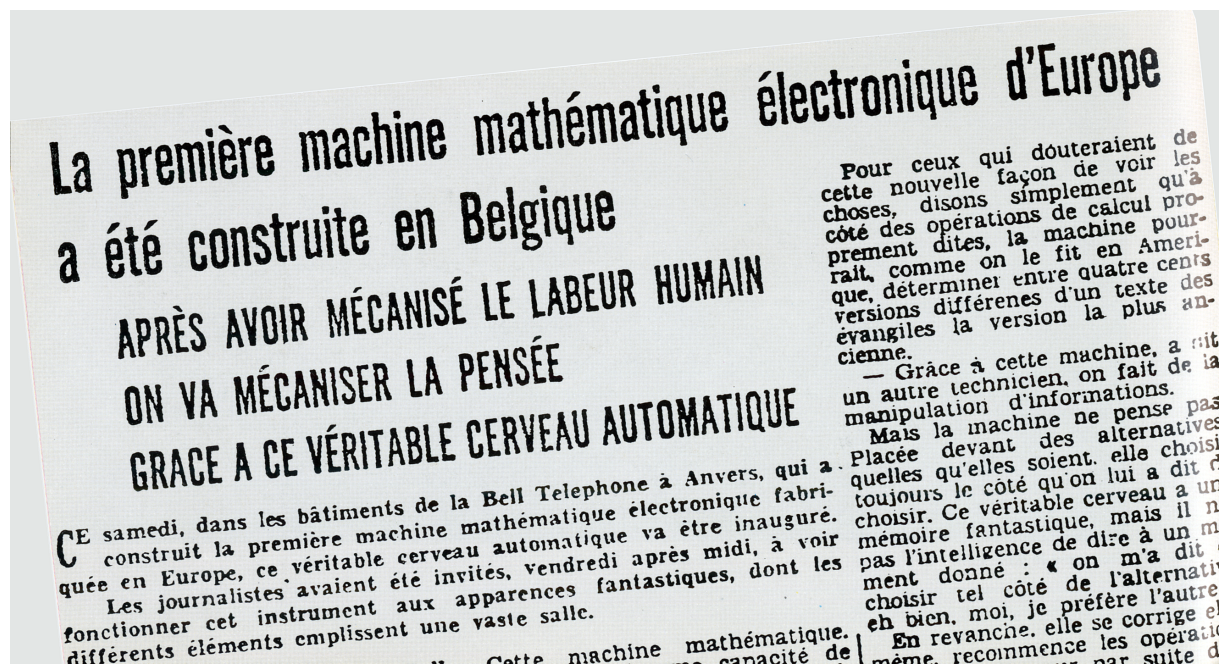 La première machine mathématique électronique d'Europe
a été construite en Belgique
APRÈS AVOIR MÉCANISÉ LE LABEUR HUMAIN
ON VA MÉCANISER LA PENSÉE
GRACE A CE VÉRITABLE CERVEAU AUTOMATIQUE
CE samedi, dans les bâtiments de la Bell Telephone à Anvers, qui a
construit la première machine mathématique électronique fabri-
quée en Europe, ce véritable cerveau automatique va être inauguré.
Les journalistes avaient été invités, vendredi après midi, à voir
fonctionner cet instrument aux apparences fantastiques, dont les
différents éléments emplissent une vaste salle.
Cette machine mathématique.
capacité de
Pour ceux qui douteraient de
cette nouvelle façon de voir les
choses, disons simplement qu'à
côté des opérations de calcul pro-
prement dites, la machine pour-
rait, comme on le fit en Améri-
que, déterminer entre quatre cents
versions différenes d'un texte des
évangiles la version la plus an-
cienne.
— Grâce à cette machine, a dit
un autre technicien, on fait de la
manipulation d'informations.
Mais la machine ne pense pas
Placée devant des alternatives
quelles qu'elles soient, elle choisi
toujours le côté qu'on lui a dit d
choisir. Ce véritable cerveau a un
mémoire fantastique, mais il n
pas l'intelligence de dire à un m
ment donné : « on m'a dit
choisir tel côté de l'alternativ
eh bien, moi, je préfère l'autre
En revanche, elle se corrige el
même, recommence les opératio
par suite d